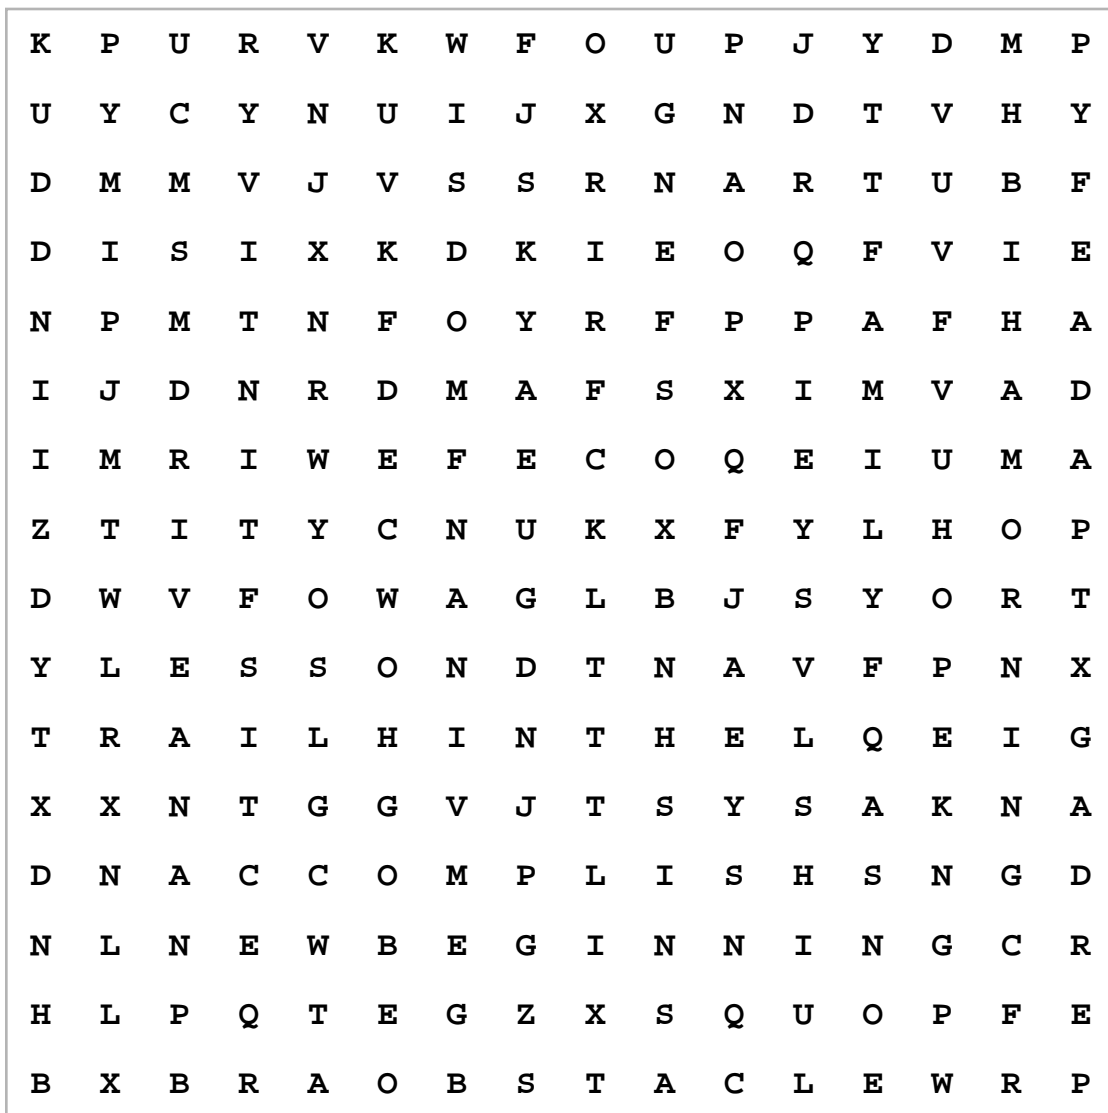 K P U R V K W F O U P J Y D M P
U Y C Y N U I J X G N D T V H Y
D M M V J V S S R N A R T U B F
D I S I X K D K I E O Q F V I E
N P M T N F O Y R F P P A F H A
I J D N R D M A F S X I M V A D
I M R I W E F E C O Q E I U M A
Z T I T Y C N U K X F Y L H O P
D W V F O W A G L B J S Y O R T
Y L E S S O N D T N A V F P N X
T R A I L H I N T H E L Q E I G
X X N T G G V J T S Y S A K N A
D N A C C O M P L I S H S N G D
N L N E W B E G I N N I N G C R
H L P Q T E G Z X S Q U O P F E
B X B R A O B S T A C L E W R P